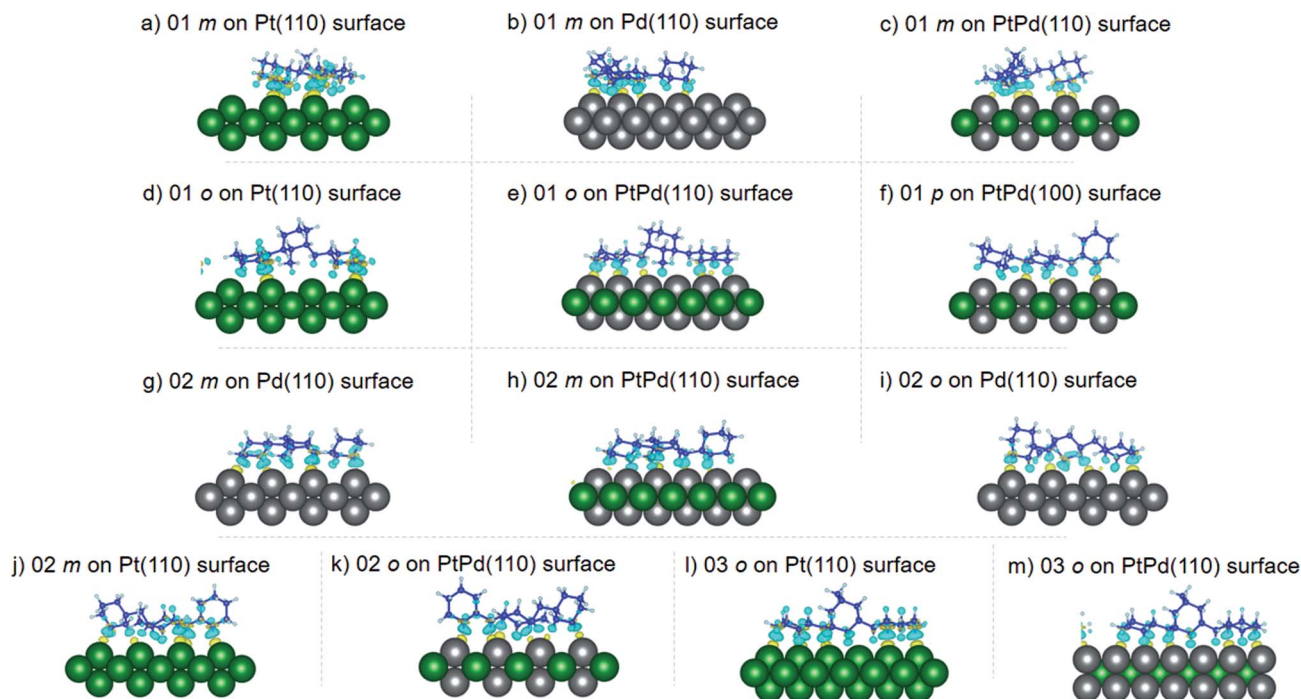 a) 01 m on Pt(110) surface
b) 01 m on Pd(110) surface
c) 01 m on PtPd(110) surface
d) 01 o on Pt(110) surface
e) 01 o on PtPd(110) surface
f) 01 p on PtPd(100) surface
g) 02 m on Pd(110) surface
h) 02 m on PtPd(110) surface
i) 02 o on Pd(110) surface
j) 02 m on Pt(110) surface
k) 02 o on PtPd(110) surface
l) 03 o on Pt(110) surface
m) 03 o on PtPd(110) surface